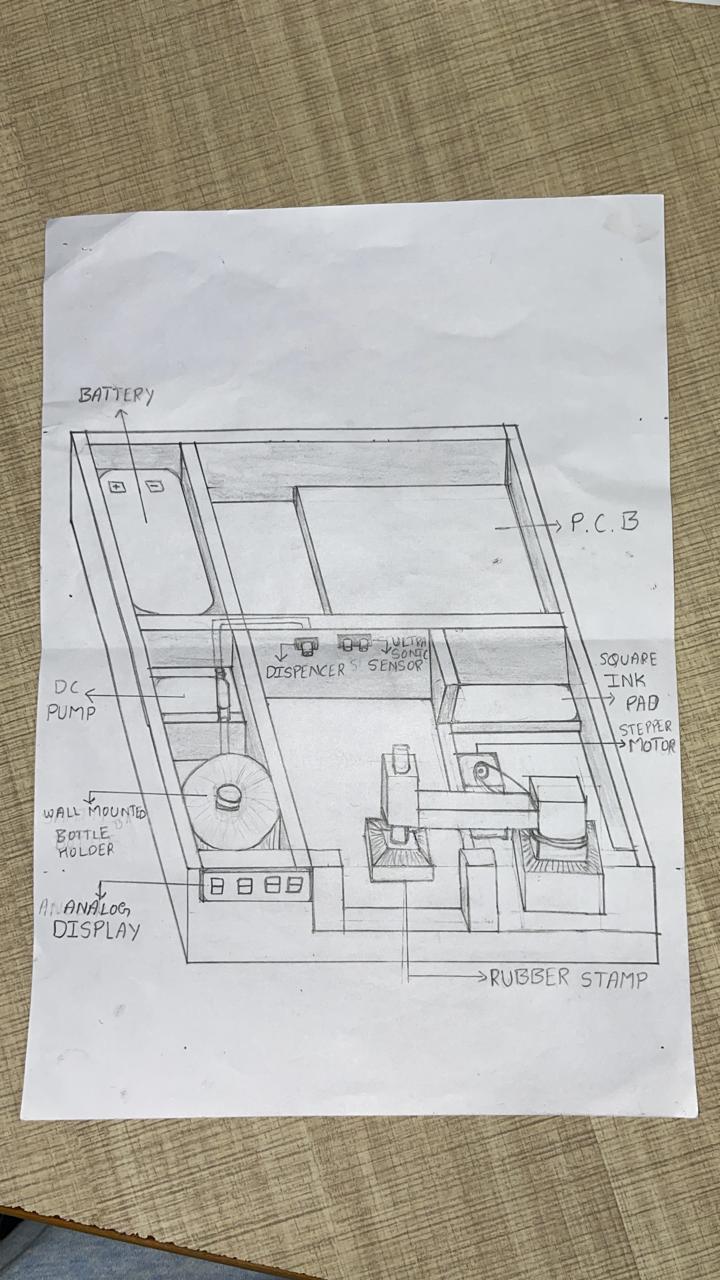 BATTERY
+ -
P.C.B
ULTRA
SONIC
DISPENCER SENSOR
SQUARE
INK
PAD
DC
PUMP
STEPPER
MOTOR
WALL MOUNTED
BOTTLE
HOLDER
ANALOG
DISPLAY
RUBBER STAMP